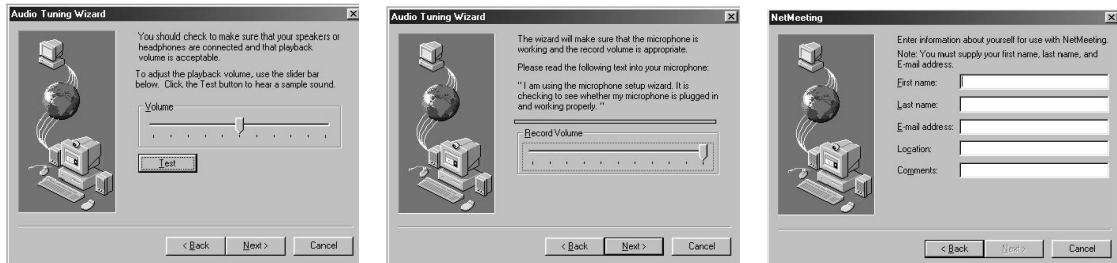 Audio Tuning Wizard
You should check to make sure that your speakers or
headphones are connected and that playback
volume is acceptable.
To adjust the playback volume, use the slider bar
below. Click the Test button to hear a sample sound.
Volume
Test
< Back
Next >
Cancel
Audio Tuning Wizard
The wizard will make sure that the microphone is
working and the record volume is appropriate.
Please read the following text into your microphone:
" I am using the microphone setup wizard. It is
checking to see whether my microphone is plugged in
and working properly. "
Record Volume
< Back
Next >
Cancel
NetMeeting
Enter information about yourself for use with NetMeeting.
Note: You must supply your first name, last name, and
E-mail address.
First name:
Last name:
E-mail address:
Location:
Comments:
< Back
Next >
Cancel